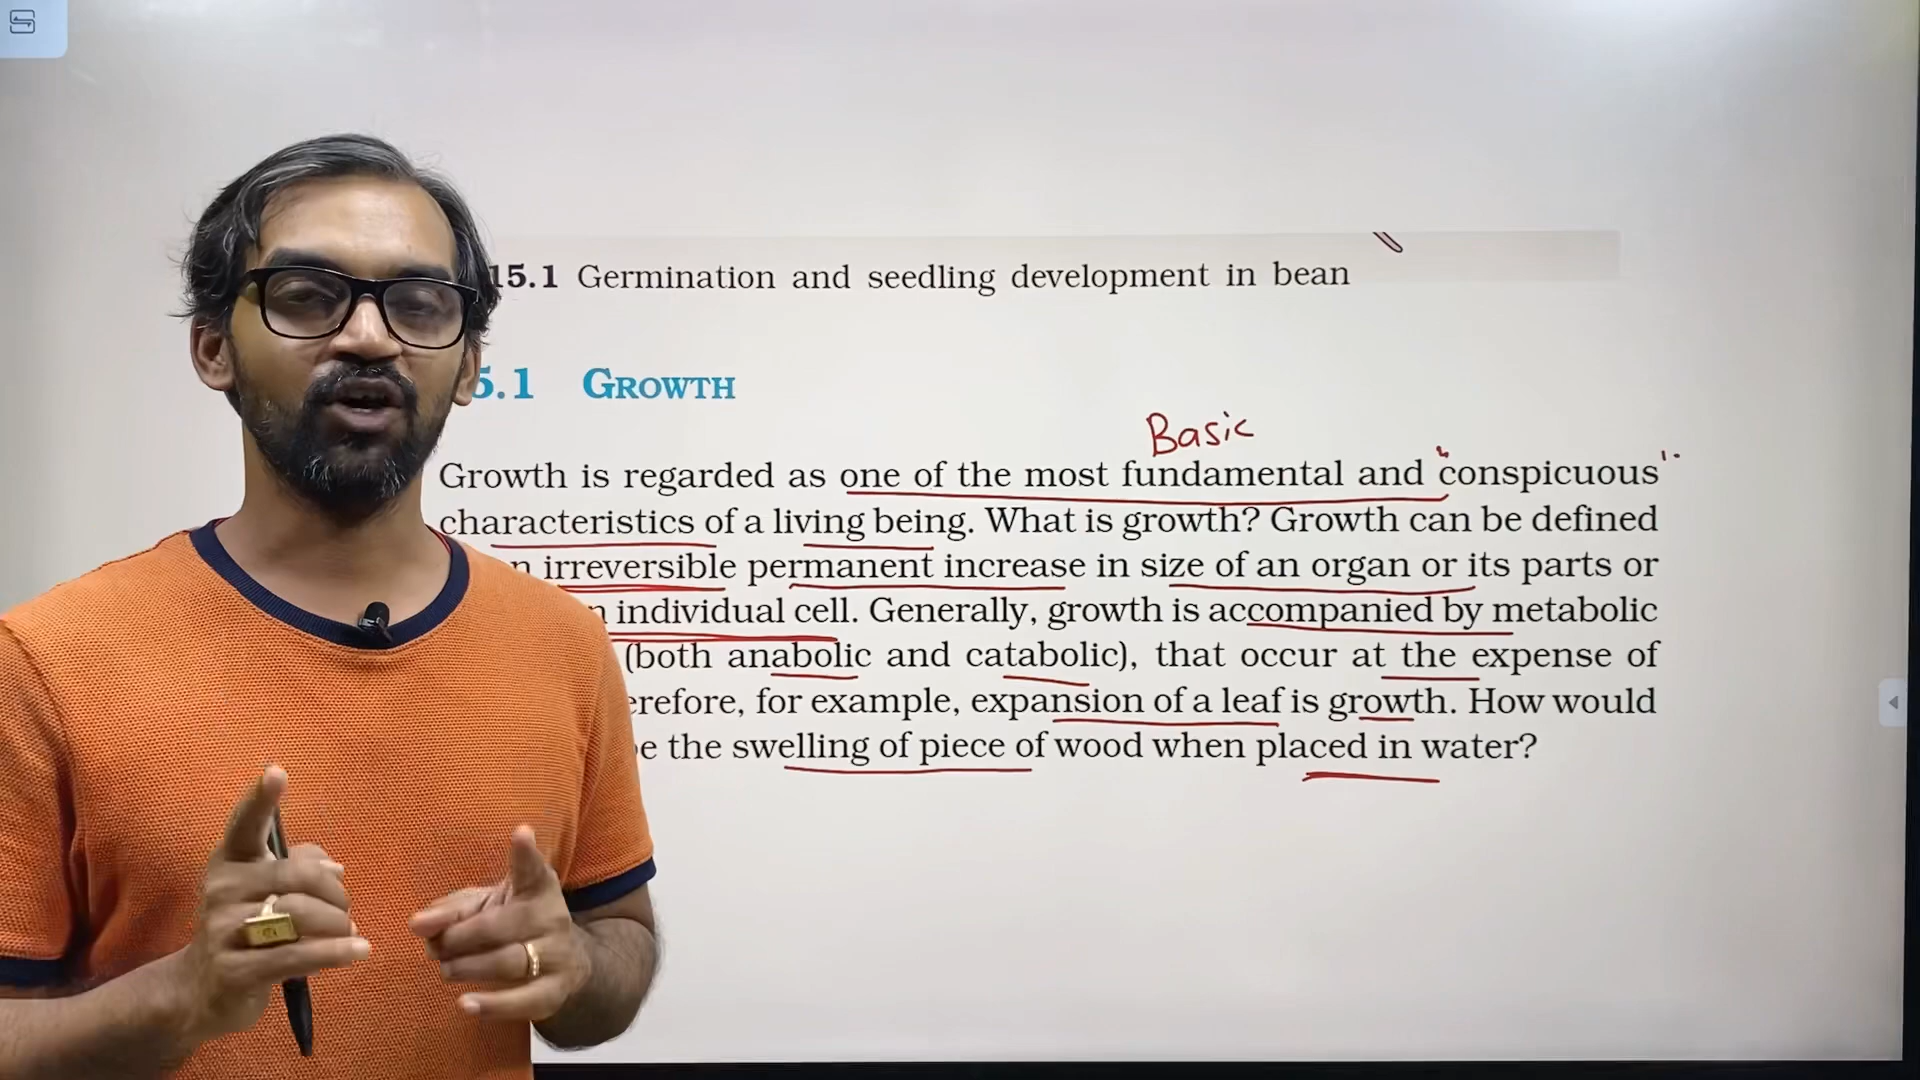 15.1 Germination and seedling development in bean
5.1 GROWTH
Basic
Growth is regarded as one of the most fundamental and "conspicuous"
characteristics of a living being. What is growth? Growth can be defined
irreversible permanent increase in size of an organ or its parts or
individual cell. Generally, growth is accompanied by metabolic
(both anabolic and catabolic), that occur at the expense of
for example, expansion of a leaf is growth. How would
the swelling of piece of wood when placed in water?